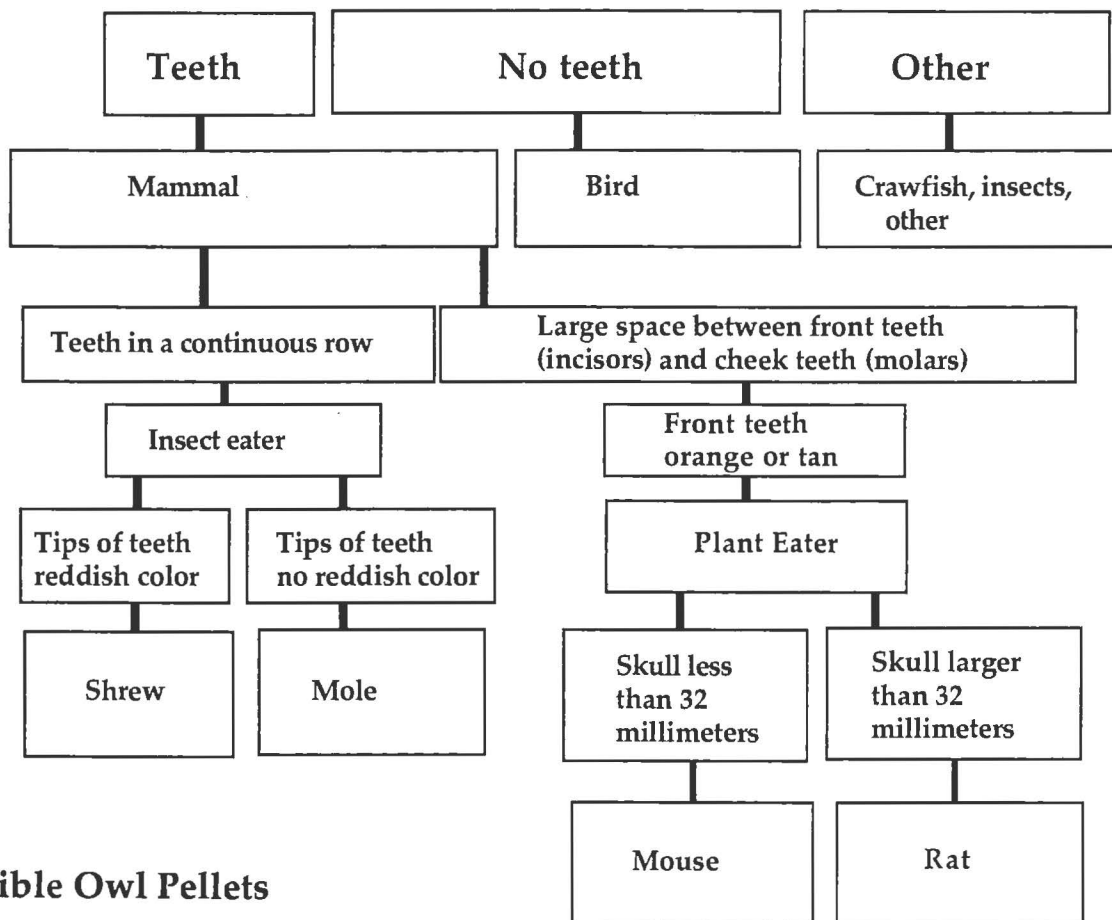 Teeth
No teeth
Other
Mammal
Bird
Crawfish, insects,
other
Teeth in a continuous row
Large space between front teeth
(incisors) and cheek teeth (molars)
Insect eater
Front teeth
orange or tan
Tips of teeth
reddish color
Tips of teeth
no reddish color
Plant Eater
Shrew
Mole
Skull less
than 32
millimeters
Skull larger
than 32
millimeters
Mouse
Rat
ible Owl Pellets